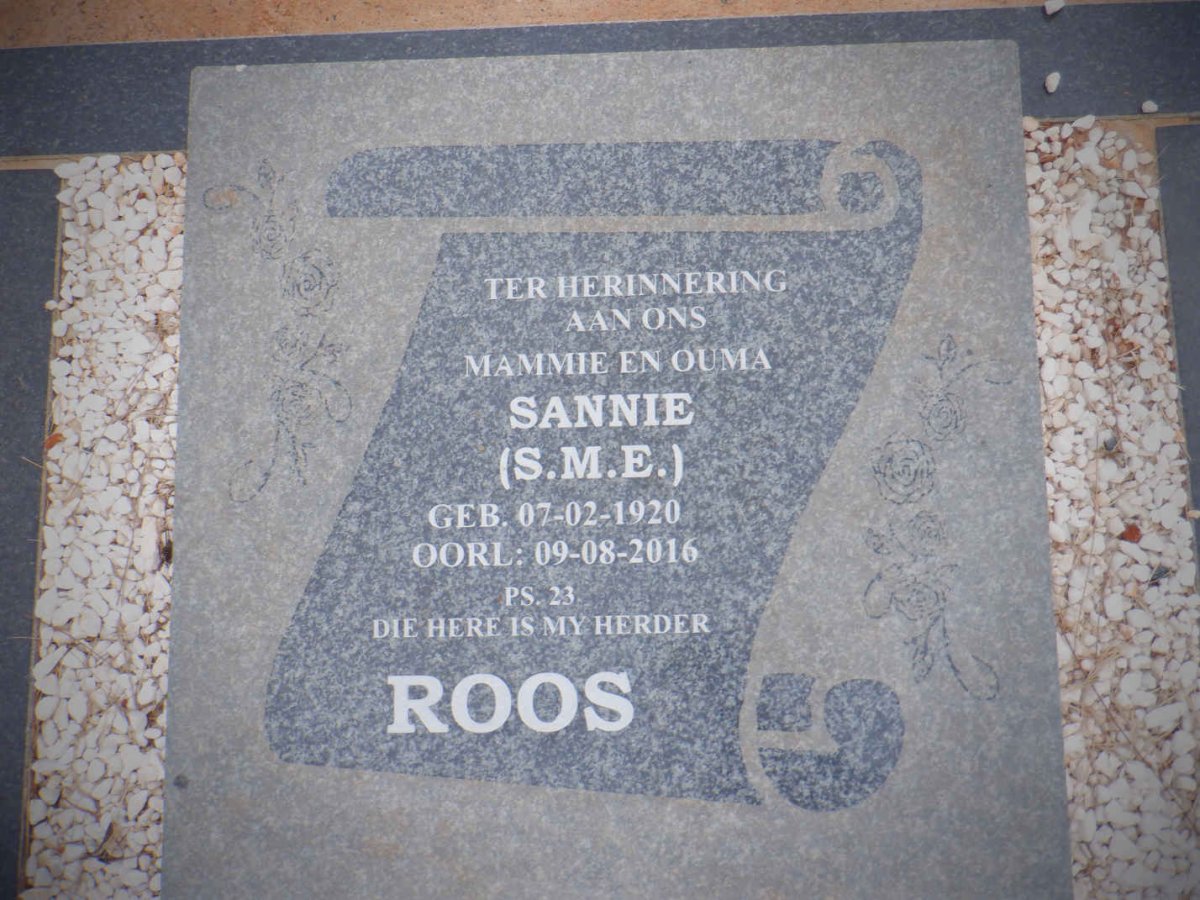 TER HERINNERING
AAN ONS
MAMMIE EN OUMA
SANNIE
(S.M.E.)
GEB. 07-02-1920
OORL: 09-08-2016
PS. 23
DIE HERE IS MY HERDER
ROOS